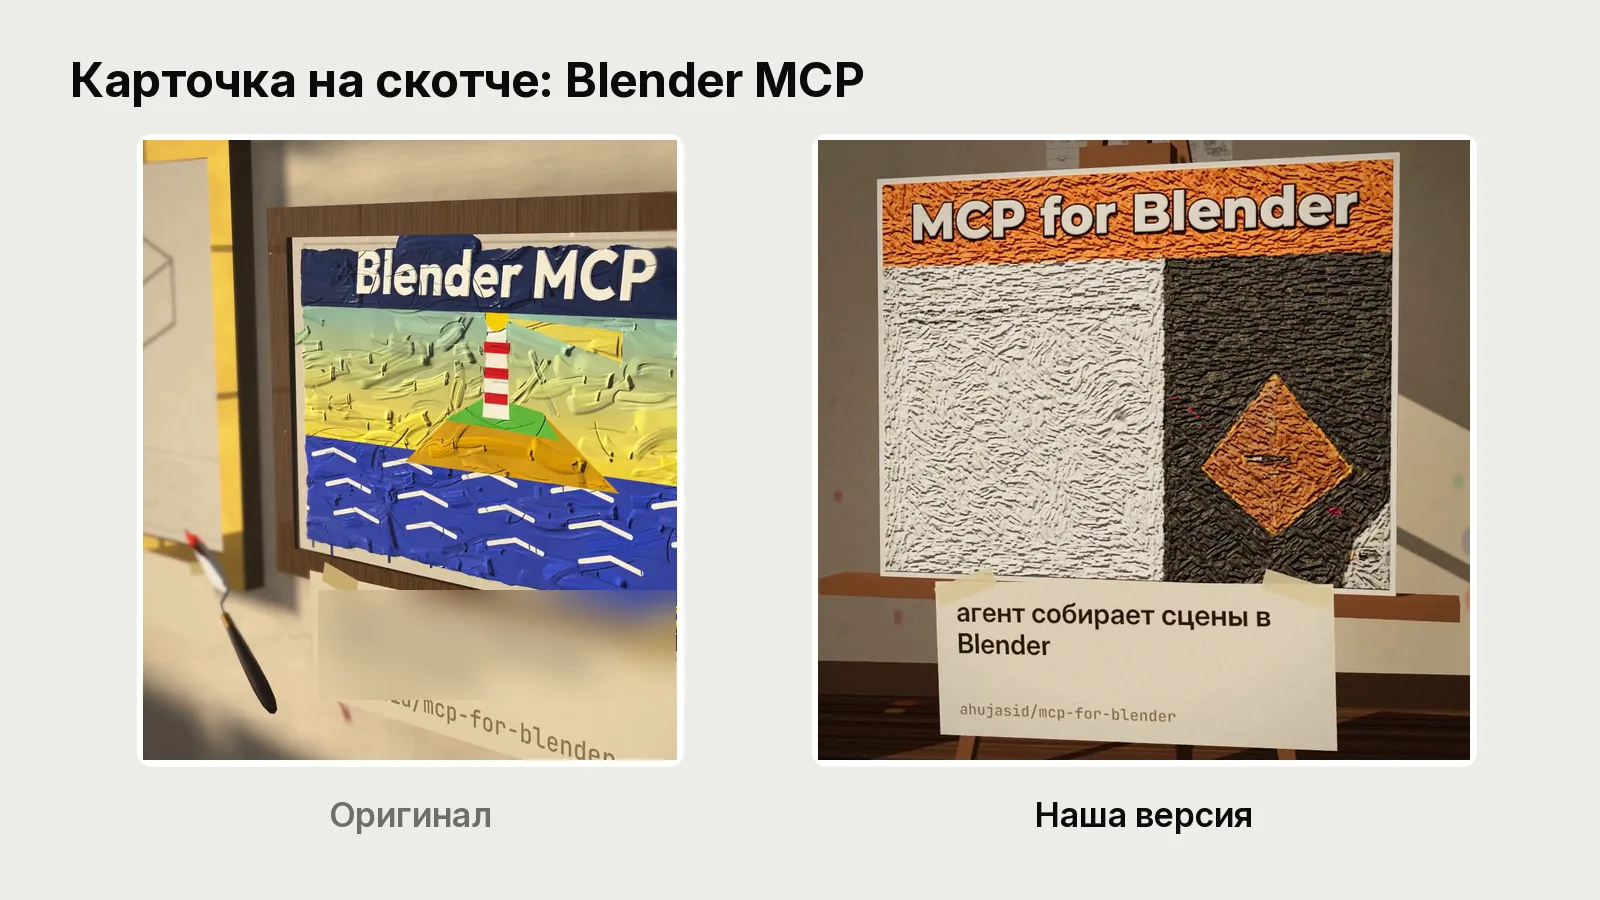 Карточка на скотче: Blender MCP
Blender MCP
/mcp-for-blender
Оригинал
MCP for Blender
агент собирает сцены в
Blender
ahujasid/mcp-for-blender
Наша версия